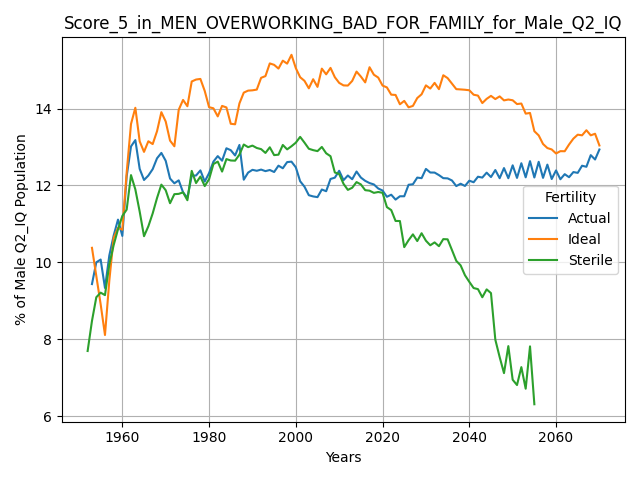 Score_5_in_MEN_OVERWORKING_BAD_FOR_FAMILY_for_Male_Q2_IQ
% of Male Q2_IQ Population
14
12
10
8
6
Fertility
Actual
Ideal
Sterile
1960
1980
2000
2020
2040
2060
Years